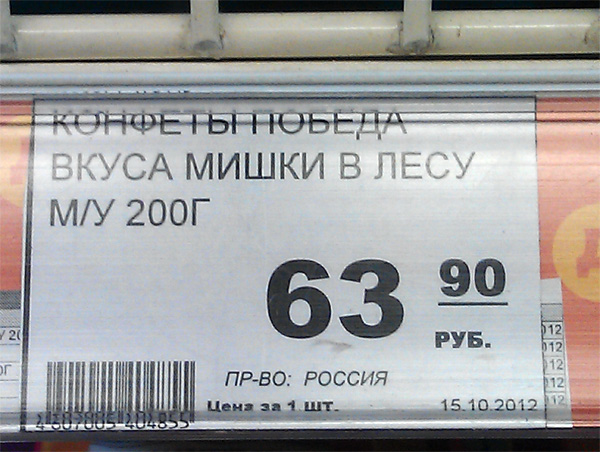 КОНФЕТЫ ПОБЕДА
ВКУСА МИШКИ В ЛЕСУ
М/У 200Г
63 90
РУБ.
ПР-ВО: РОССИЯ
Цена за 1 шт. 15.10.2012
4607005404855